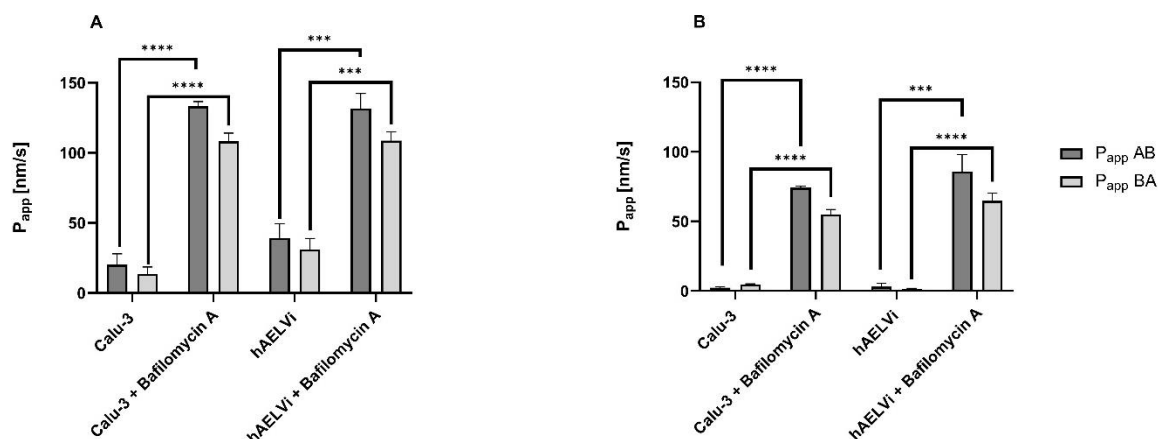 A
****
****
***
***
150
100
50
0
Papp [nm/s]
Calu-3
Calu-3 + Bafilomycin A
hAELVi
hAELVi + Bafilomycin A
B
****
****
***
****
150
100
50
0
Papp [nm/s]
Calu-3
Calu-3 + Bafilomycin A
hAELVi
hAELVi + Bafilomycin A
Papp AB
Papp BA